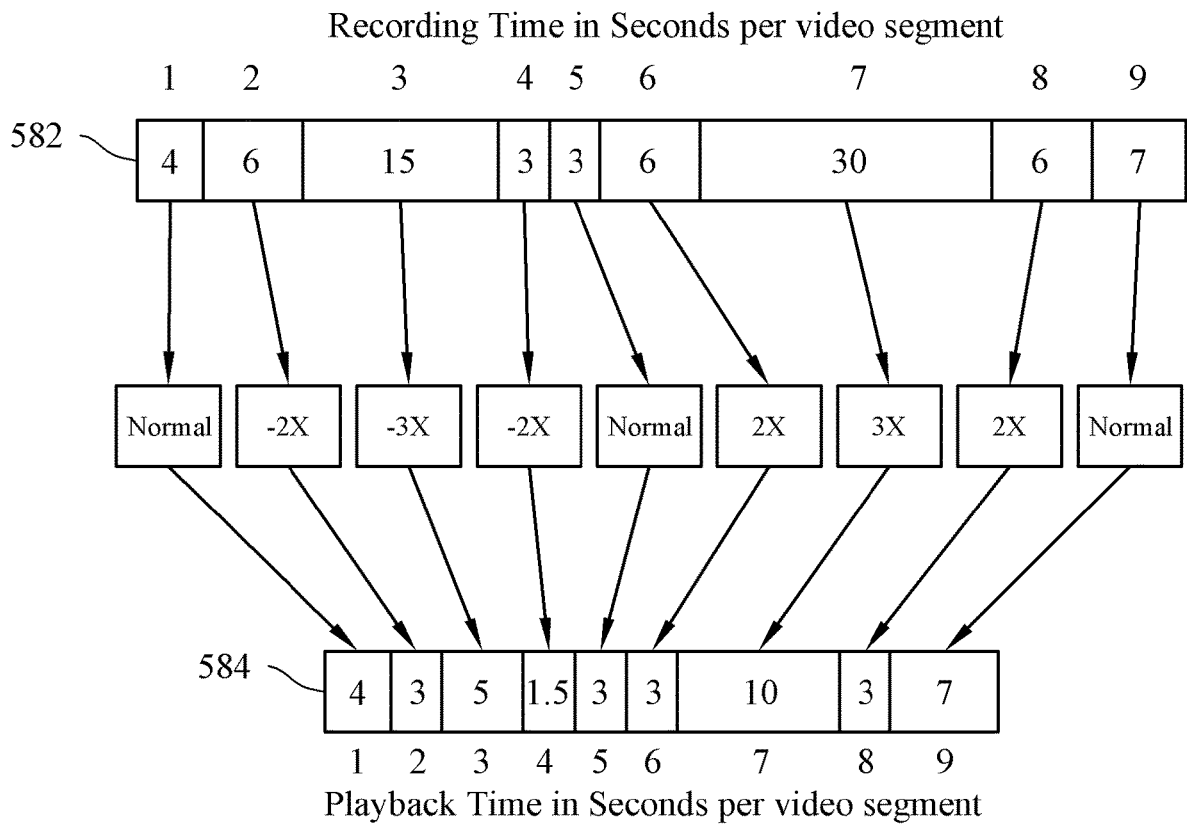 Recording Time in Seconds per video segment
1 2 3 4 5 6 7 8 9
582
4 6 15 3 3 6 30 6 7
Normal -2X -3X -2X Normal 2X 3X 2X Normal
584
4 3 5 1.5 3 3 10 3 7
1 2 3 4 5 6 7 8 9
Playback Time in Seconds per video segment